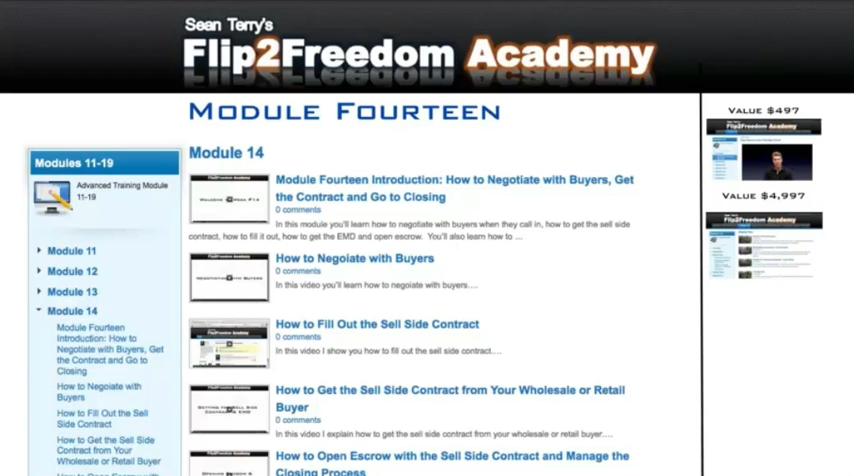 Sean Terry's
Flip2Freedom Academy
MODULE FOURTEEN
Modules 11-19
Advanced Training Module
11-19
Module 11
Module 12
Module 13
Module 14
Module Fourteen
Introduction: How to
Negotiate with Buyers, Get
the Contract and Go to
Closing
How to Negoiate with
Buyers
How to Fill Out the Sell
Side Contract
How to Get the Sell Side
Contract from Your
Wholesale or Retail Buyer
Module 14
Module Fourteen Introduction: How to Negotiate with Buyers, Get
the Contract and Go to Closing
0 comments
In this module you'll learn how to negotiate with buyers when they call in, how to get the sell side
contract, how to fill it out, how to get the EMD and open escrow. You'll also learn how to ...
How to Negoiate with Buyers
0 comments
In this video you'll learn how to negoiate with buyers....
How to Fill Out the Sell Side Contract
0 comments
In this video I show you how to fill out the sell side contract....
How to Get the Sell Side Contract from Your Wholesale or Retail
Buyer
0 comments
In this video I explain how to get the sell side contract from your wholesale or retail buyer....
How to Open Escrow with the Sell Side Contract and Manage the
Closing Process
VALUE $497
Flip2Freedom Academy
VALUE $4,997
Flip2Freedom Academy